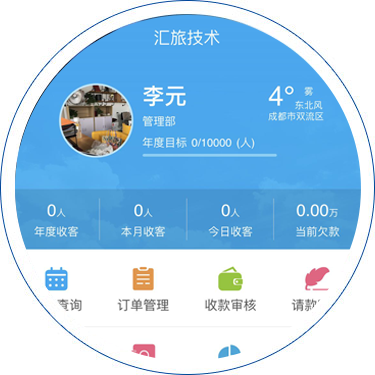 汇旅技术
李元
4° 雾
东北风
管理部
成都市双流区
年度目标 0/10000 (人)
0人 0人 0人 0.00万
年度收客 本月收客 今日收客 当前欠款
查询 订单管理 收款审核 请款